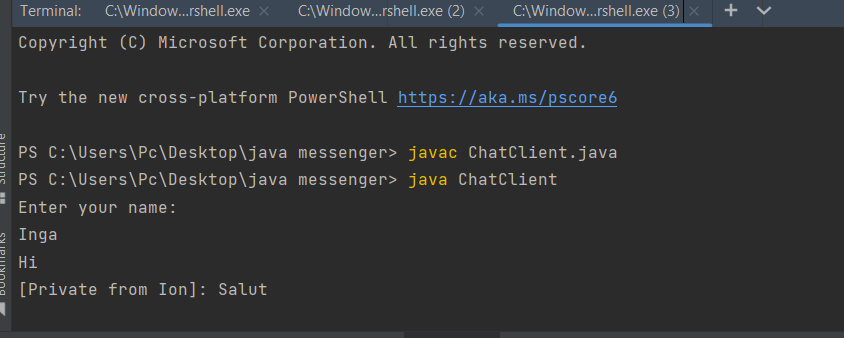 Terminal: C:\Window...rshell.exe × C:\Window...rshell.exe (2) × C:\Window...rshell.exe (3) × +
Copyright (C) Microsoft Corporation. All rights reserved.
Try the new cross-platform PowerShell https://aka.ms/pscore6
PS C:\Users\Pc\Desktop\java messenger> javac ChatClient.java
PS C:\Users\Pc\Desktop\java messenger> java ChatClient
Enter your name:
Inga
Hi
[Private from Ion]: Salut
Structure
Bookmarks